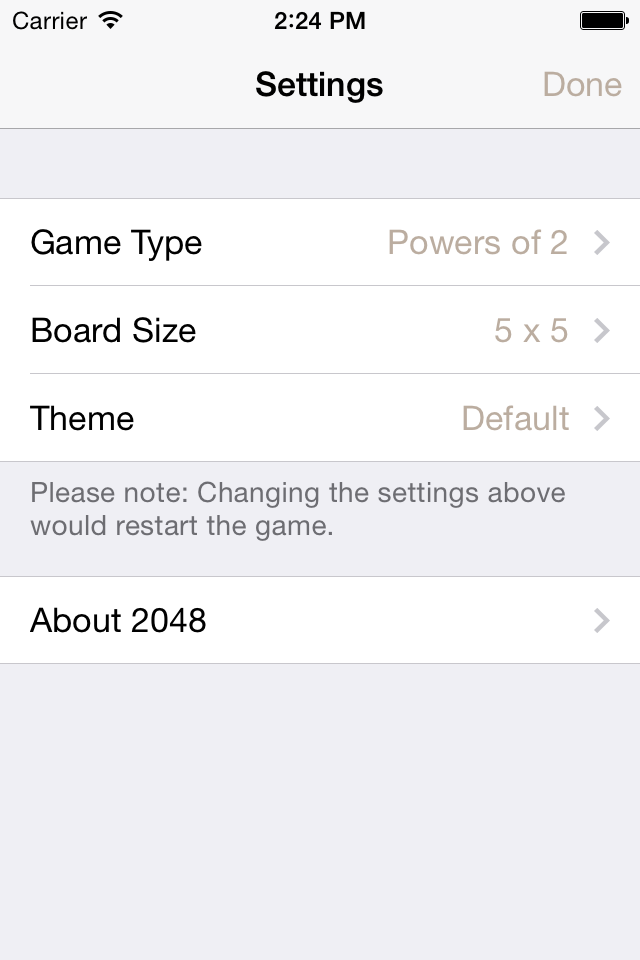 Carrier 2:24 PM
Settings Done
Game Type Powers of 2
Board Size 5 x 5
Theme Default
Please note: Changing the settings above
would restart the game.
About 2048